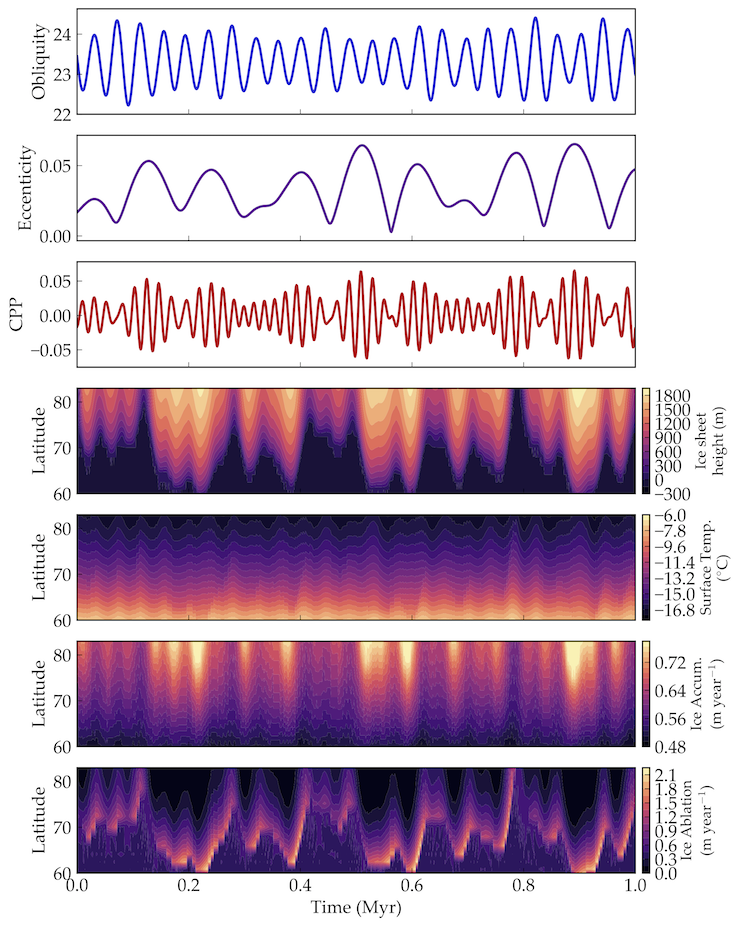 Obliquity
24
23
22
Eccenticity
0.05
0.00
CPP
0.05
0.00
−0.05
Latitude
80
70
60
1800
1500
1200
900
600
300
0
−300
Ice sheet
height (m)
Latitude
80
70
60
−6.0
−7.8
−9.6
−11.4
−13.2
−15.0
−16.8
Surface Temp.
(°C)
Latitude
80
70
60
0.72
0.64
0.56
0.48
Ice Accum.
(m year⁻¹)
Latitude
80
70
60
2.1
1.8
1.5
1.2
0.9
0.6
0.3
0.0
Ice Ablation
(m year⁻¹)
0.0 0.2 0.4 0.6 0.8 1.0
Time (Myr)